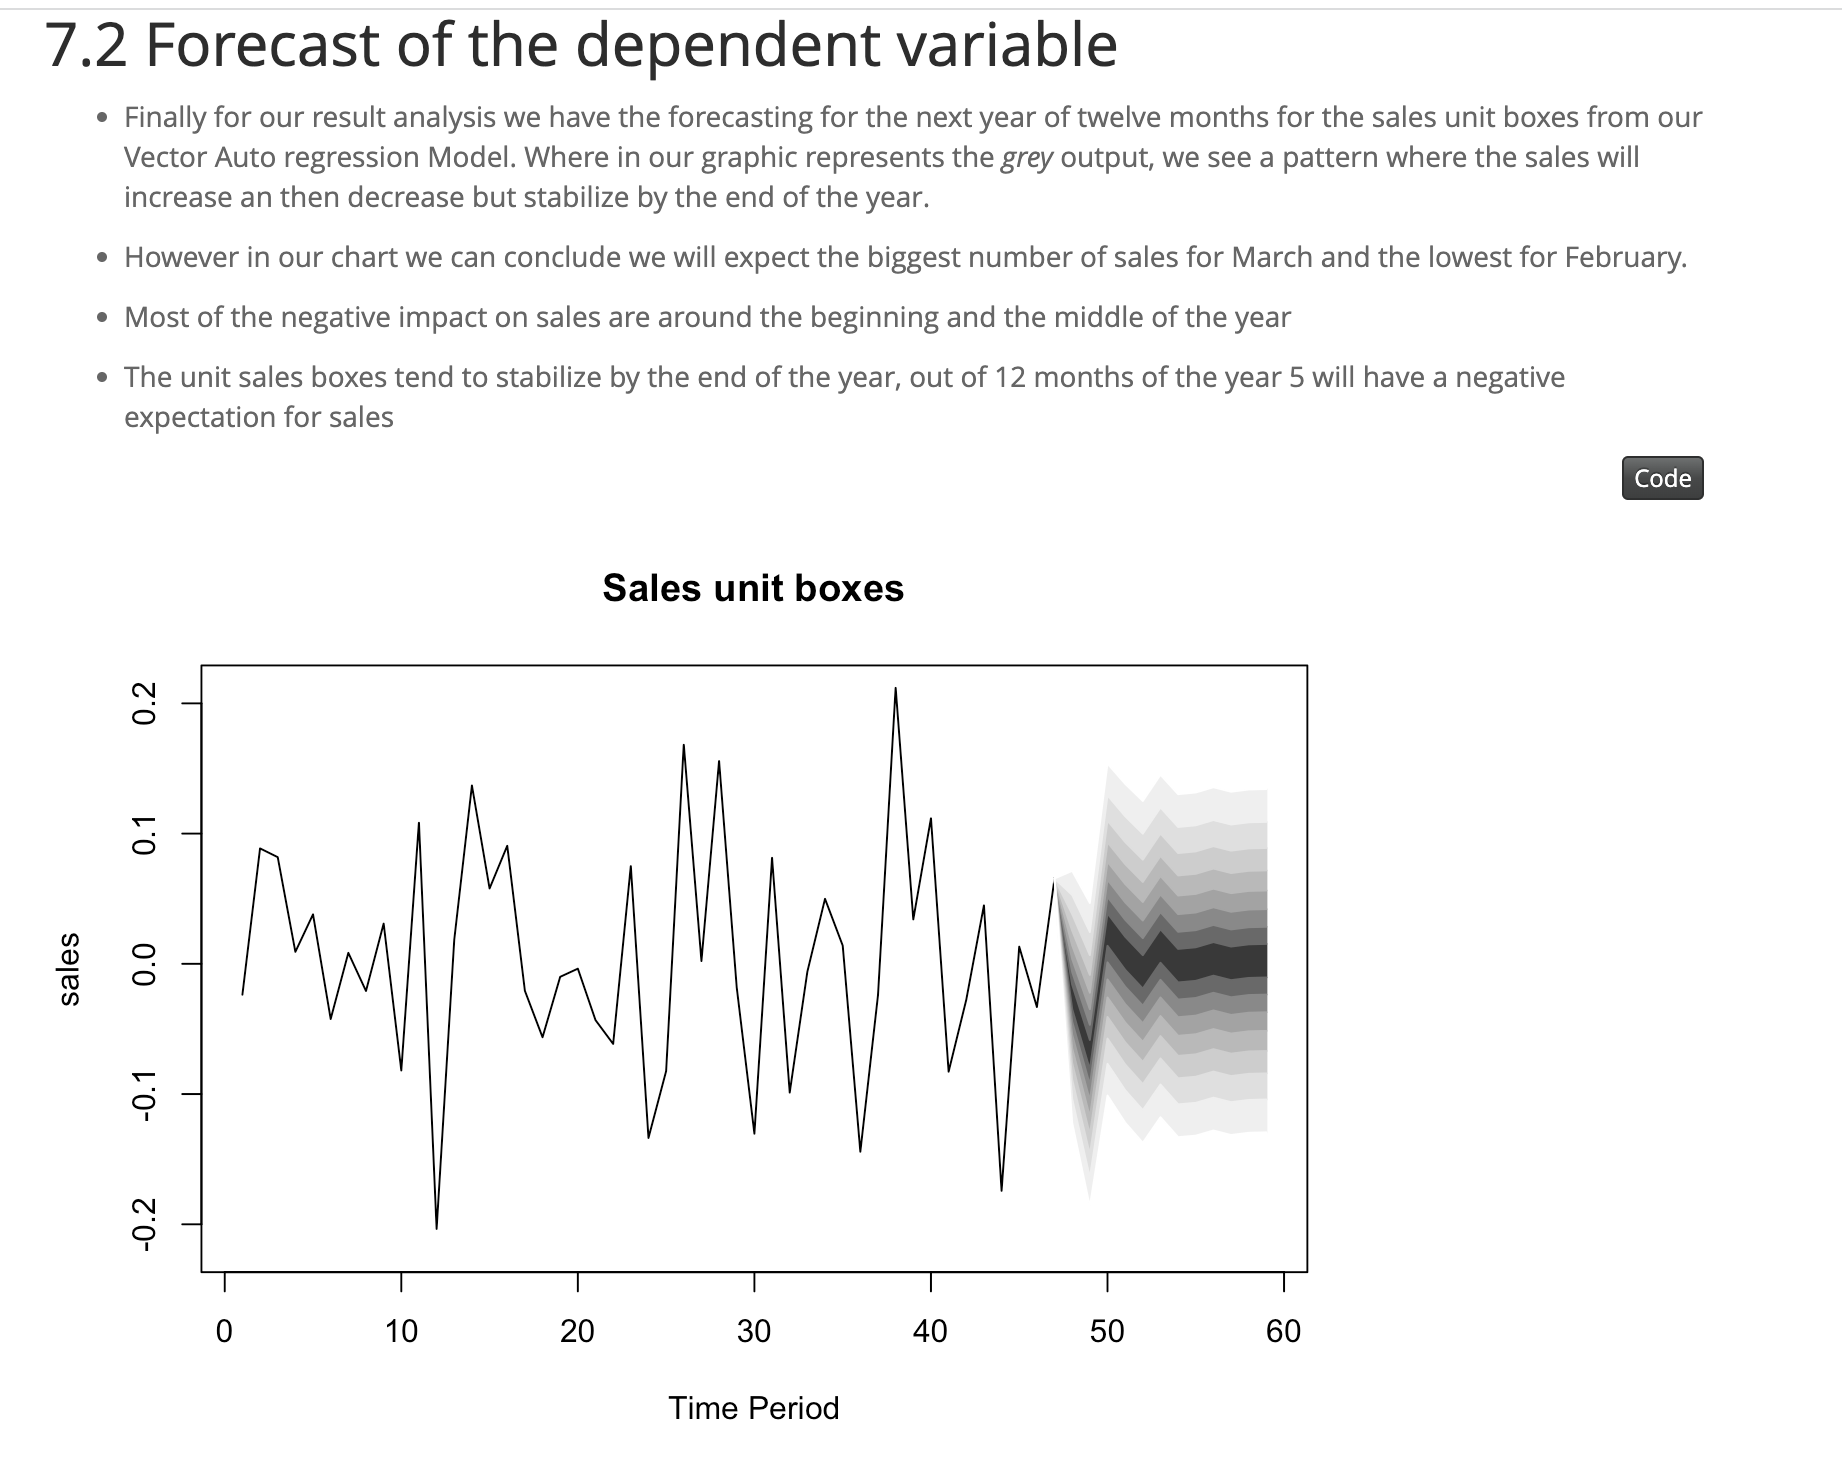 7.2 Forecast of the dependent variable
Finally for our result analysis we have the forecasting for the next year of twelve months for the sales unit boxes from our
Vector Auto regression Model. Where in our graphic represents the grey output, we see a pattern where the sales will
increase an then decrease but stabilize by the end of the year.
However in our chart we can conclude we will expect the biggest number of sales for March and the lowest for February.
Most of the negative impact on sales are around the beginning and the middle of the year
The unit sales boxes tend to stabilize by the end of the year, out of 12 months of the year 5 will have a negative
expectation for sales
Code
Sales unit boxes
sales
0.2
0.1
0.0
-0.1
-0.2
0 10 20 30 40 50 60
Time Period